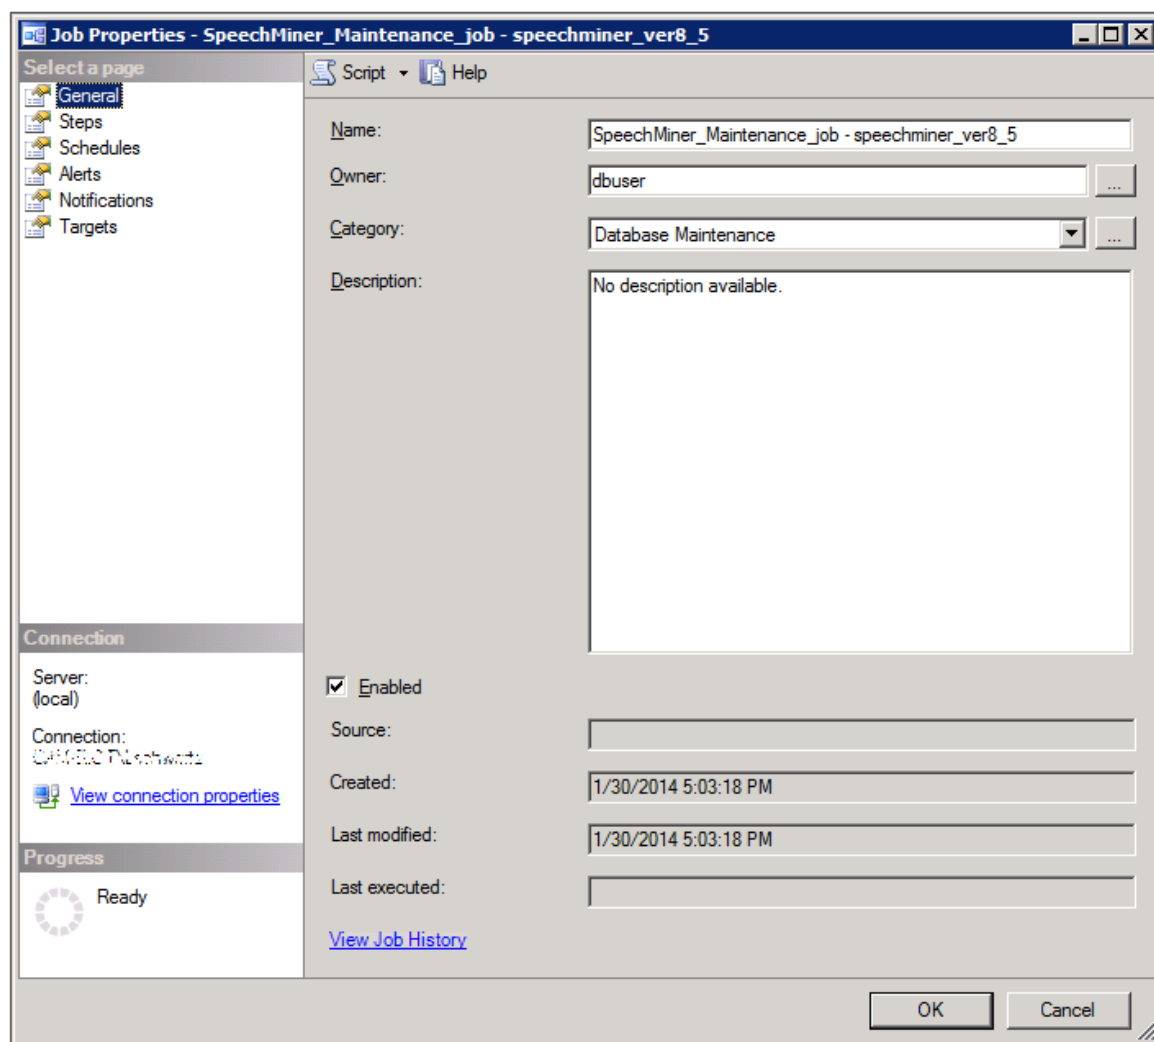 Job Properties - SpeechMiner_Maintenance_job - speechminer_ver8_5
Select a page
General
Steps
Schedules
Alerts
Notifications
Targets
Script
Help
Name:
SpeechMiner_Maintenance_job - speechminer_ver8_5
Owner:
dbuser
...
Category:
Database Maintenance
...
Description:
No description available.
Connection
Server:
(local)
Connection:
View connection properties
Progress
Ready
Enabled
Source:
Created:
1/30/2014 5:03:18 PM
Last modified:
1/30/2014 5:03:18 PM
Last executed:
View Job History
OK
Cancel